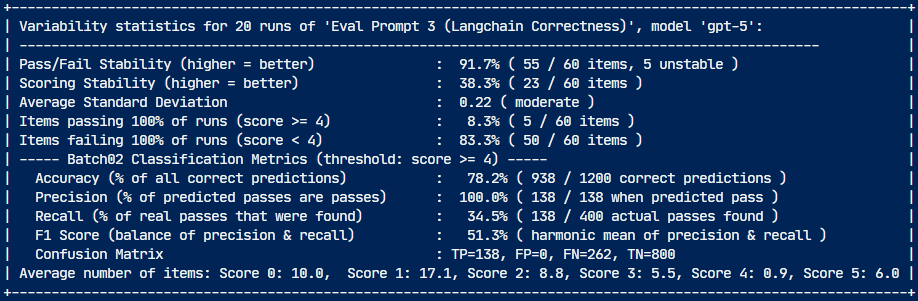 Variability statistics for 20 runs of 'Eval Prompt 3 (Langchain Correctness)', model 'gpt-5':
---------------------------------------------------------------------------------------------------
Pass/Fail Stability (higher = better) : 91.7% ( 55 / 60 items, 5 unstable )
Scoring Stability (higher = better) : 38.3% ( 23 / 60 items )
Average Standard Deviation : 0.22 ( moderate )
Items passing 100% of runs (score >= 4) : 8.3% ( 5 / 60 items )
Items failing 100% of runs (score < 4) : 83.3% ( 50 / 60 items )
----- Batch02 Classification Metrics (threshold: score >= 4) -----
Accuracy (% of all correct predictions) : 78.2% ( 938 / 1200 correct predictions )
Precision (% of predicted passes are passes) : 100.0% ( 138 / 138 when predicted pass )
Recall (% of real passes that were found) : 34.5% ( 138 / 400 actual passes found )
F1 Score (balance of precision & recall) : 51.3% ( harmonic mean of precision & recall )
Confusion Matrix : TP=138, FP=0, FN=262, TN=800
Average number of items: Score 0: 10.0, Score 1: 17.1, Score 2: 8.8, Score 3: 5.5, Score 4: 0.9, Score 5: 6.0